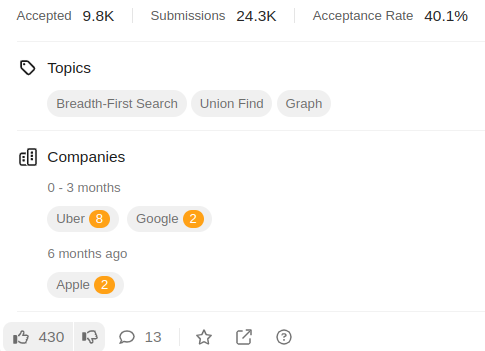 Accepted 9.8K Submissions 24.3K Acceptance Rate 40.1%
Topics
Breadth-First Search Union Find Graph
Companies
0 - 3 months
Uber 8 Google 2
6 months ago
Apple 2
430 13